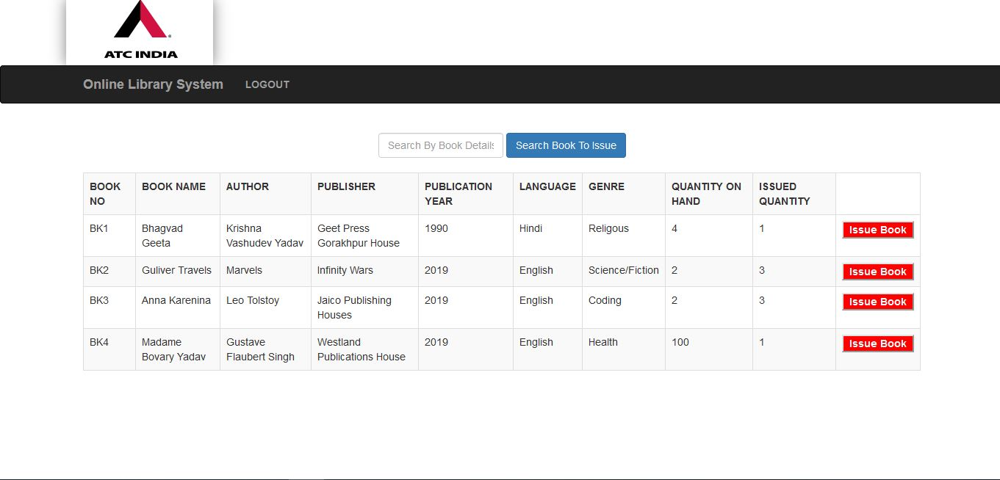 ATC INDIA
Online Library System LOGOUT
Search By Book Details Search Book To Issue
BOOK NO BOOK NAME AUTHOR PUBLISHER PUBLICATION YEAR LANGUAGE GENRE QUANTITY ON HAND ISSUED QUANTITY
BK1 Bhagvad Geeta Krishna Vashudev Yadav Geet Press Gorakhpur House 1990 Hindi Religous 4 1 Issue Book
BK2 Guliver Travels Marvels Infinity Wars 2019 English Science/Fiction 2 3 Issue Book
BK3 Anna Karenina Leo Tolstoy Jaico Publishing Houses 2019 English Coding 2 3 Issue Book
BK4 Madame Bovary Yadav Gustave Flaubert Singh Westland Publications House 2019 English Health 100 1 Issue Book